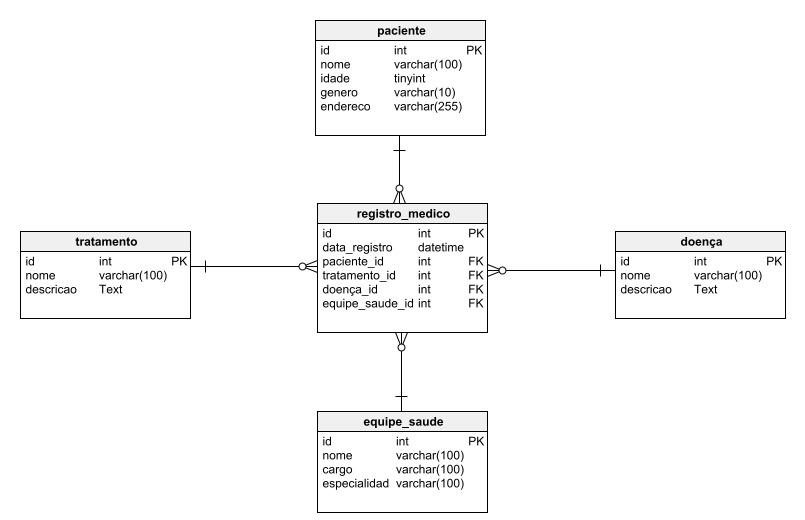 paciente
id int PK
nome varchar(100)
idade tinyint
genero varchar(10)
endereco varchar(255)
registro_medico
id int PK
data_registro datetime
paciente_id int FK
tratamento_id int FK
doença_id int FK
equipe_saude_id int FK
tratamento
id int PK
nome varchar(100)
descricao Text
doença
id int PK
nome varchar(100)
descricao Text
equipe_saude
id int PK
nome varchar(100)
cargo varchar(100)
especialidad varchar(100)